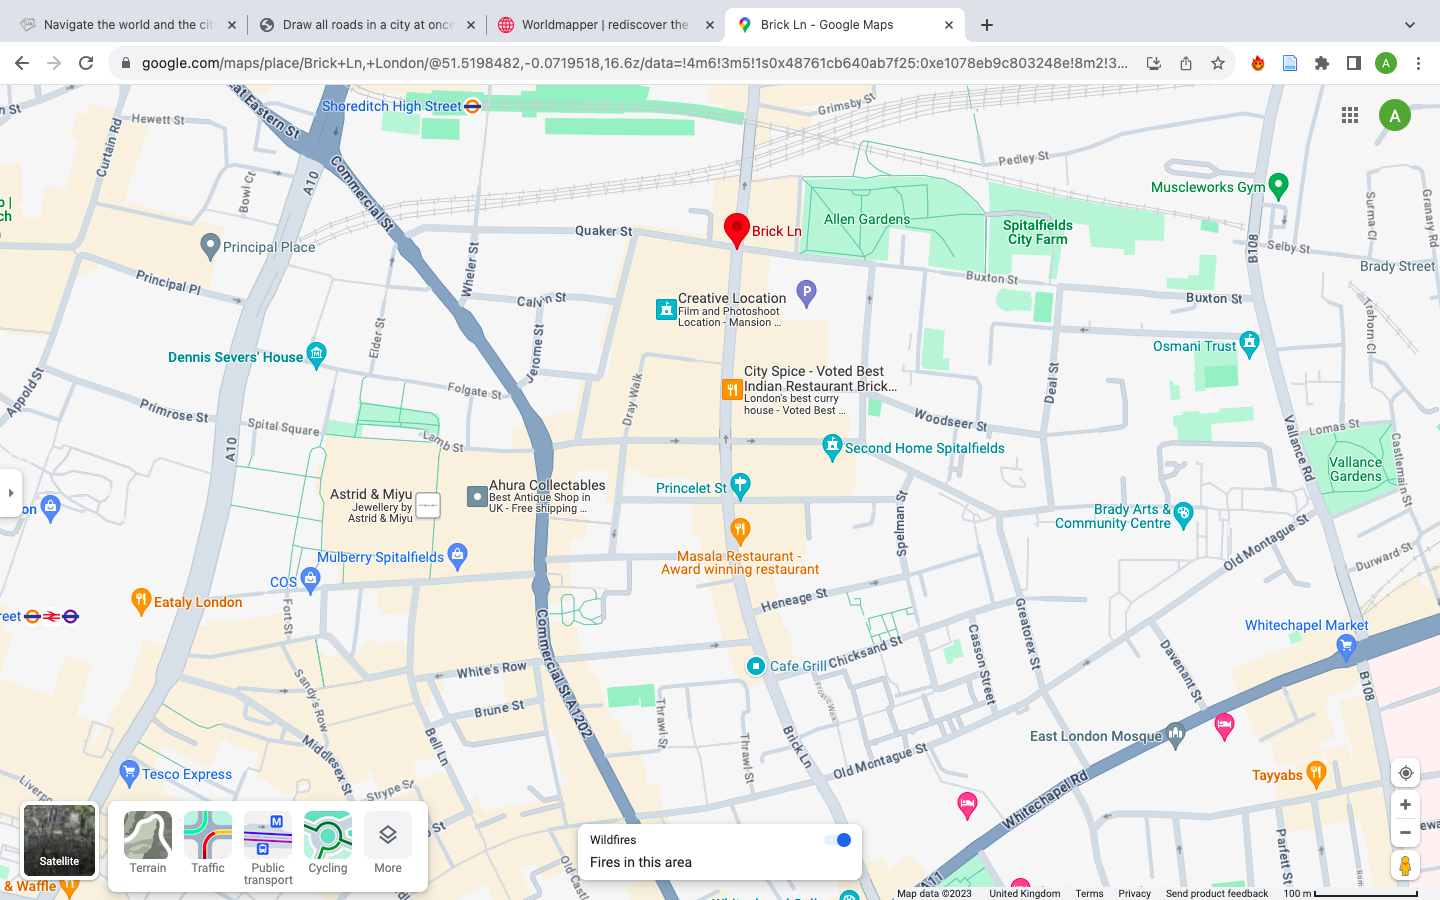 Navigate the world and the cit
Draw all roads in a city at once
Worldmapper | rediscover the
Brick Ln - Google Maps
google.com/maps/place/Brick+Ln,+London/@51.5198482,-0.0719518,16.6z/data=!4m6!3m5!1s0x48761cb640ab7f25:0xe1078eb9c803248e!8m2!3...
A
A
Shoreditch High Street
Grimsby St
Hewett St
Curtain Rd
Great Eastern St
Commercial St
A10
Bowl Ct
Pedley St
Muscleworks Gym
Allen Gardens
Spitalfields
City Farm
Brick Ln
Quaker St
Principal Place
Wheler St
B108
Selby St
Surma Cl
Granary Rd
Brady Street
Principal Pl
Buxton St
Buxton St
P
Creative Location
Film and Photoshoot
Location - Mansion ...
Calvin St
Elder St
Jerome St
Trahorn Cl
Osmani Trust
Dennis Severs' House
Appold St
Folgate St
Dray Walk
City Spice - Voted Best
Indian Restaurant Brick...
London's best curry
house - Voted Best ...
Deal St
Woodseer St
Primrose St
Spital Square
Lamb St
A10
Vallance Rd
Lomas St
Castlemain St
Vallance
Gardens
Second Home Spitalfields
Astrid & Miyu
Jewellery by
Astrid & Miyu
Ahura Collectables
Best Antique Shop in
UK - Free shipping ...
Princelet St
Spelman St
Brady Arts &
Community Centre
Old Montague St
Durward St
Mulberry Spitalfields
COS
Masala Restaurant -
Award winning restaurant
Eataly London
Fort St
Heneage St
Greatorex St
Whitechapel Market
Commercial St A1202
White's Row
Cafe Grill
Chicksand St
Casson Street
Davenant St
B108
Sandy's Row
Brune St
Thrawl St
Thrawl St
Brick Ln
Old Montague St
East London Mosque
Middlesex St
Bell Ln
Tesco Express
Strype St
Whitechapel Rd
Tayyabs
Satellite
Terrain
Traffic
M
Public
transport
Cycling
More
Wildfires
Fires in this area
& Waffle
Old Castle
A11
Parfett St
Map data ©2023
United Kingdom
Terms
Privacy
Send product feedback
100 m